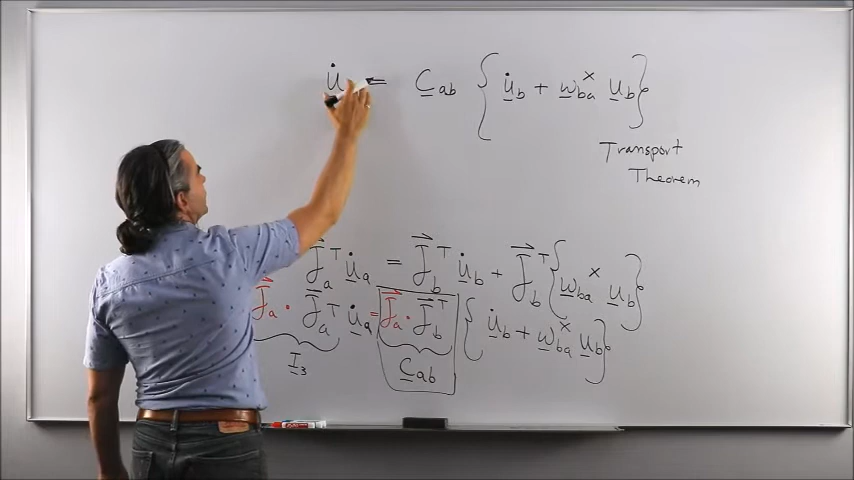 u̇ = C_ab { u̇_b + ω_ba^× u_b }
Transport
Theorem
F_a^T u̇_a = F_b^T u̇_b + F_b^T { ω_ba^× u_b }
F_a · F_a^T u̇_a = F_a · F_b^T { u̇_b + ω_ba^× u_b }
I_3 C_ab